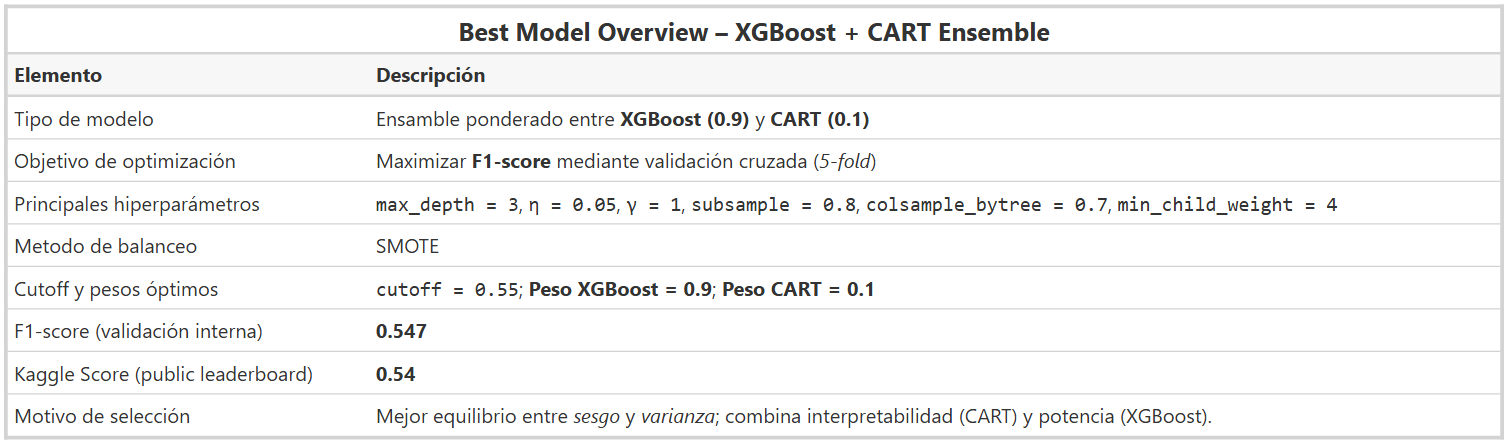 Best Model Overview – XGBoost + CART Ensemble
Elemento Descripción
Tipo de modelo Ensamble ponderado entre XGBoost (0.9) y CART (0.1)
Objetivo de optimización Maximizar F1-score mediante validación cruzada (5-fold)
Principales hiperparámetros max_depth = 3, η = 0.05, γ = 1, subsample = 0.8, colsample_bytree = 0.7, min_child_weight = 4
Metodo de balanceo SMOTE
Cutoff y pesos óptimos cutoff = 0.55; Peso XGBoost = 0.9; Peso CART = 0.1
F1-score (validación interna) 0.547
Kaggle Score (public leaderboard) 0.54
Motivo de selección Mejor equilibrio entre sesgo y varianza; combina interpretabilidad (CART) y potencia (XGBoost).